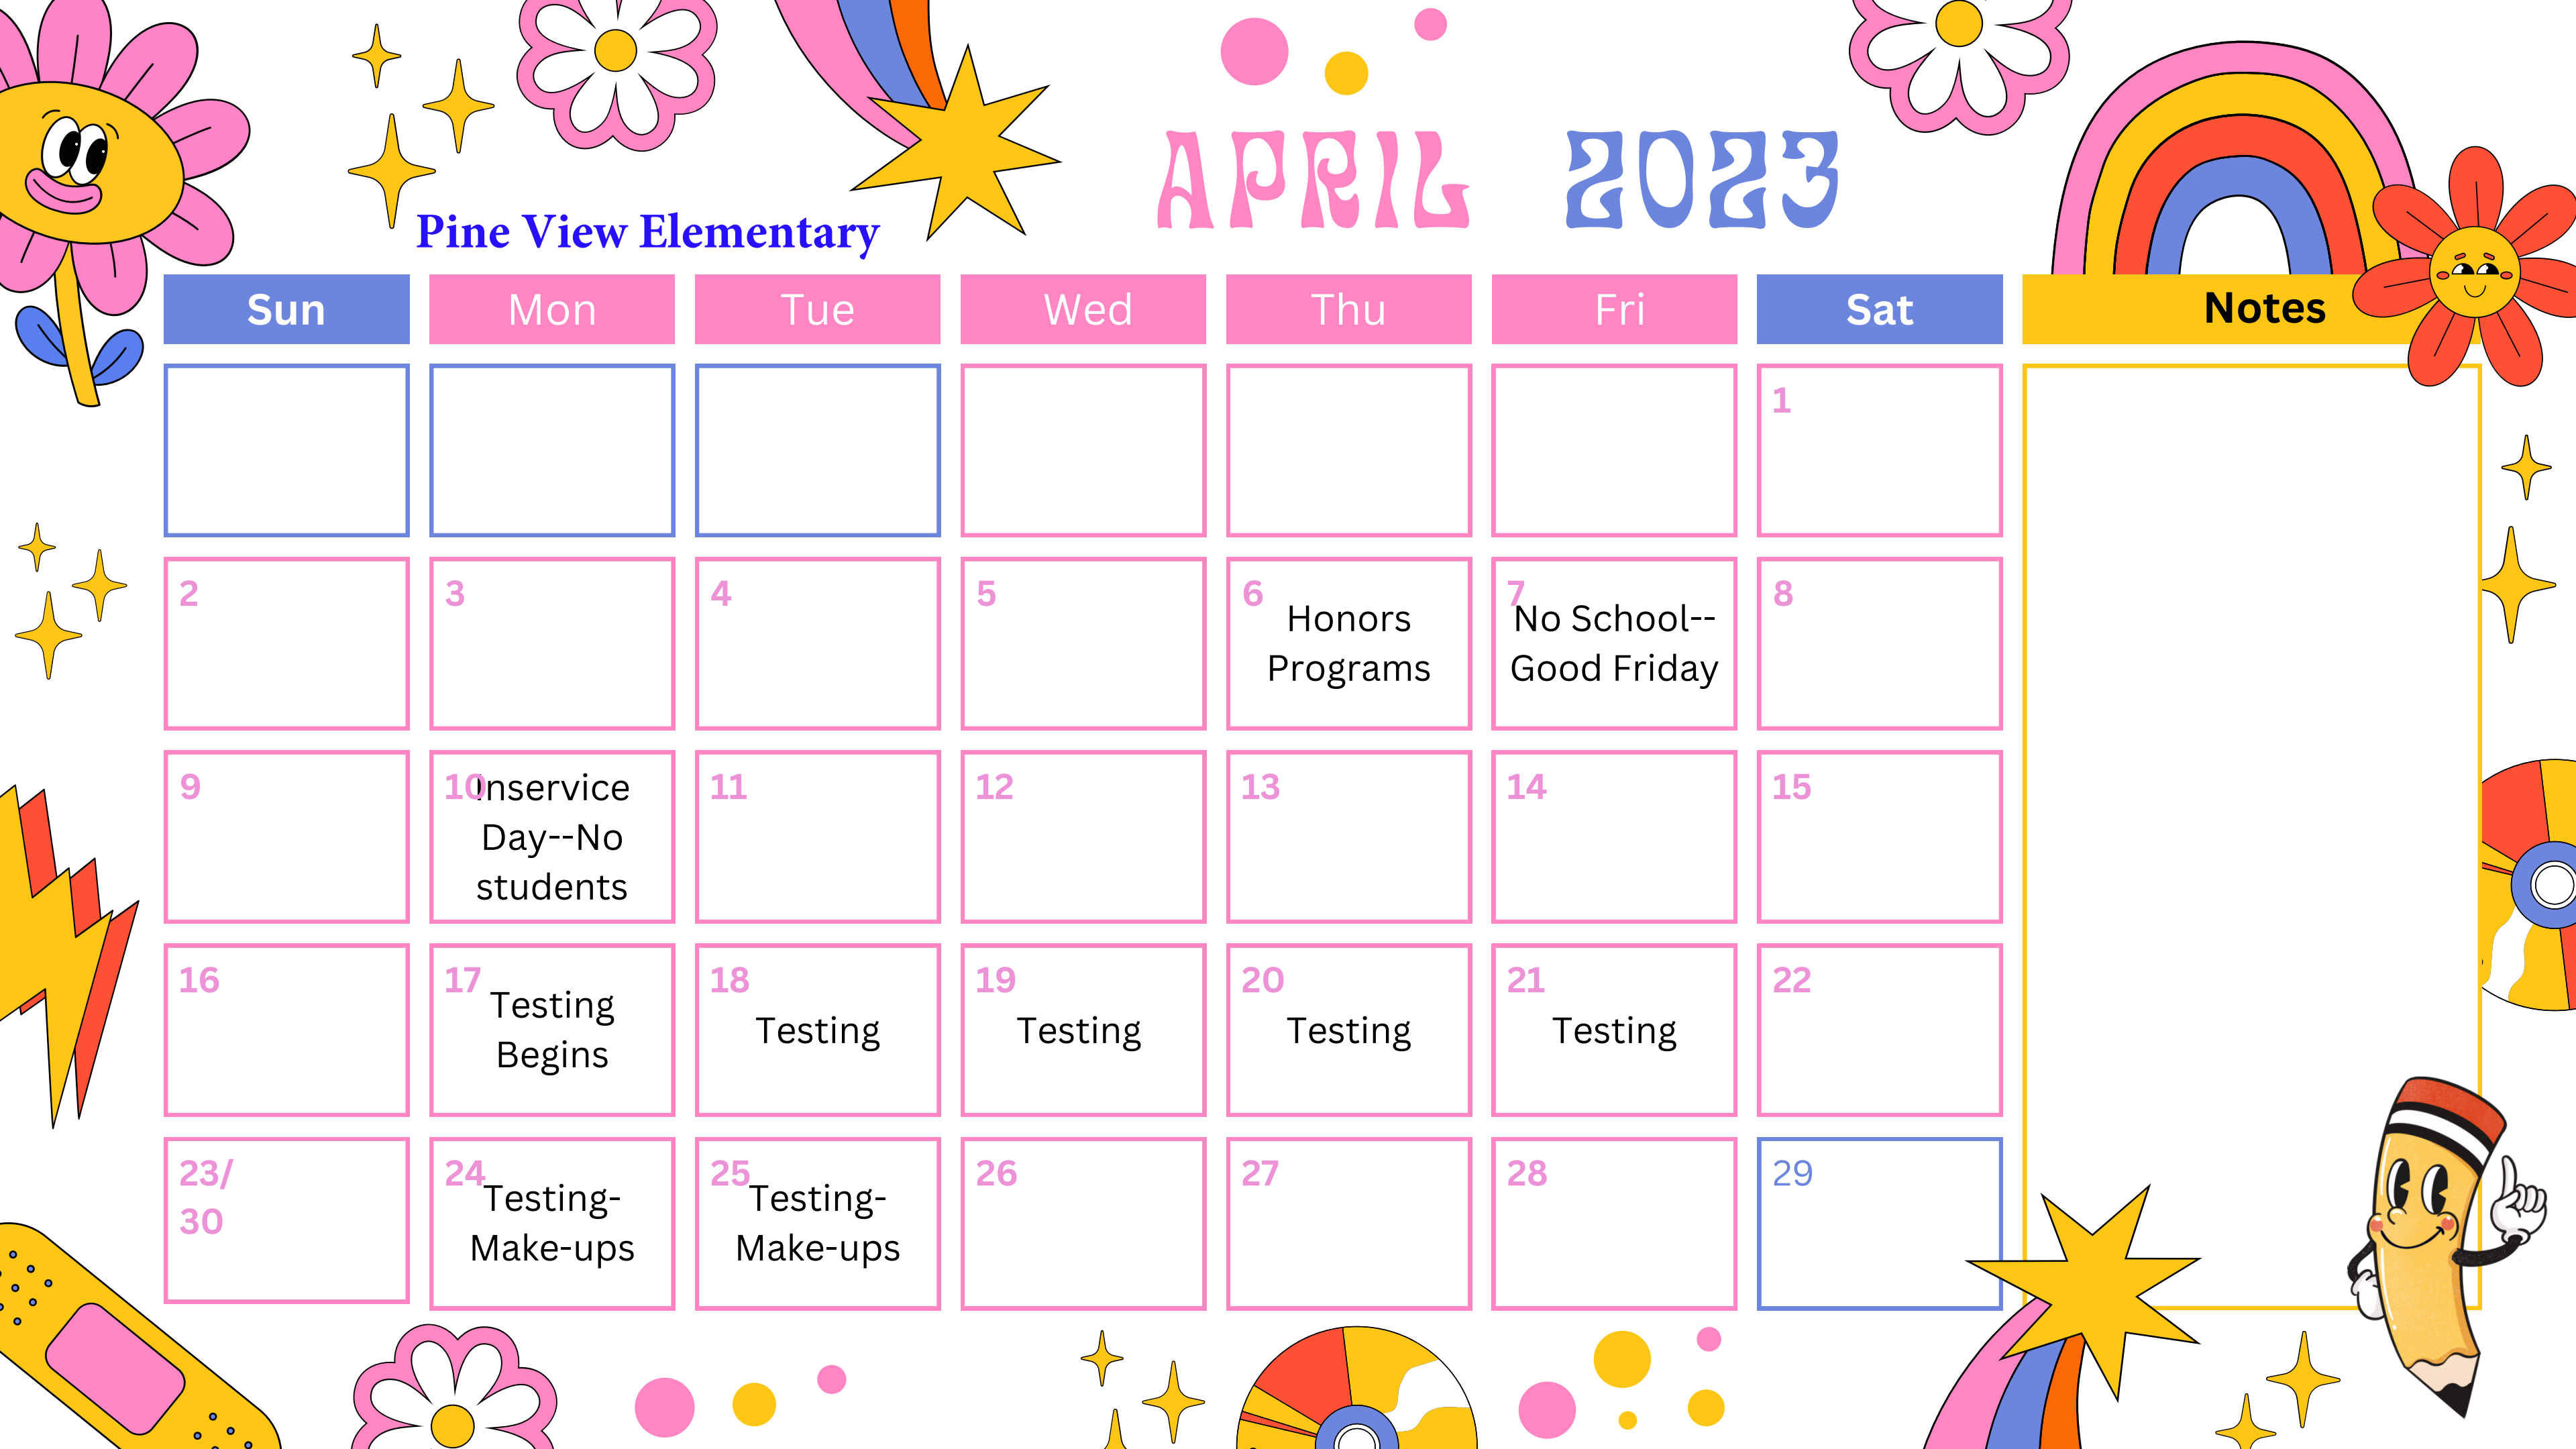 APRIL 2023
Pine View Elementary
Sun Mon Tue Wed Thu Fri Sat Notes
1
2 3 4 5 6 7 8
Honors
Programs
No School--
Good Friday
9 10 11 12 13 14 15
Inservice
Day--No
students
16 17 18 19 20 21 22
Testing
Begins
Testing
Testing
Testing
Testing
23/
30
24 25 26 27 28 29
Testing-
Make-ups
Testing-
Make-ups